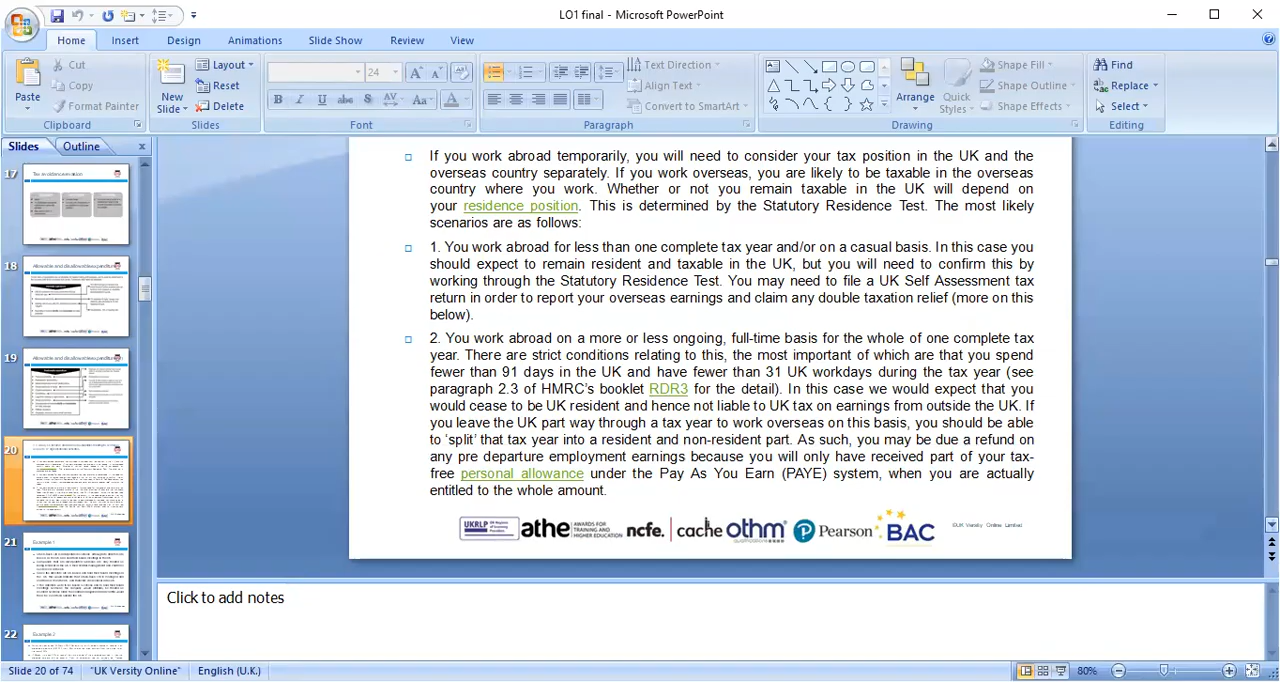 LO1 final - Microsoft PowerPoint
Home Insert Design Animations Slide Show Review View
Paste
Cut
Copy
Format Painter
Clipboard
New Slide
Layout
Reset
Delete
Slides
24
B I U abc S AV Aa A
Font
Text Direction
Align Text
Convert to SmartArt
Paragraph
Arrange
Quick Styles
Shape Fill
Shape Outline
Shape Effects
Drawing
Find
Replace
Select
Editing
Slides Outline x
17
18
19
20
21
Example 1
22
Example 2
If you work abroad temporarily, you will need to consider your tax position in the UK and the
overseas country separately. If you work overseas, you are likely to be taxable in the overseas
country where you work. Whether or not you remain taxable in the UK will depend on
your residence position. This is determined by the Statutory Residence Test. The most likely
scenarios are as follows:
1. You work abroad for less than one complete tax year and/or on a casual basis. In this case you
should expect to remain resident and taxable in the UK, but you will need to confirm this by
working through the Statutory Residence Test. You may need to file a UK Self Assessment tax
return in order to report your overseas earnings and claim any double taxation relief (more on this
below).
2. You work abroad on a more or less ongoing, full-time basis for the whole of one complete tax
year. There are strict conditions relating to this, the most important of which are that you spend
fewer than 91 days in the UK and have fewer than 31 UK workdays during the tax year (see
paragraph 2.3 of HMRC's booklet RDR3 for the detail). In this case we would expect that you
would cease to be UK resident and hence not liable to UK tax on earnings from outside the UK. If
you leave the UK part way through a tax year to work overseas on this basis, you should be able
to 'split' that tax year into a resident and non-resident part. As such, you may be due a refund on
any pre-departure employment earnings because you may only have received part of your tax-
free personal allowance under the Pay As You Earn (PAYE) system, when you are actually
entitled to the whole amount.
UKRLP
athe AWARDS FOR TRAINING AND HIGHER EDUCATION
ncfe.
cache
othm
Pearson
BAC
©UK Versity Online Limited
Click to add notes
Slide 20 of 74 "UK Versity Online" English (U.K.) 80%